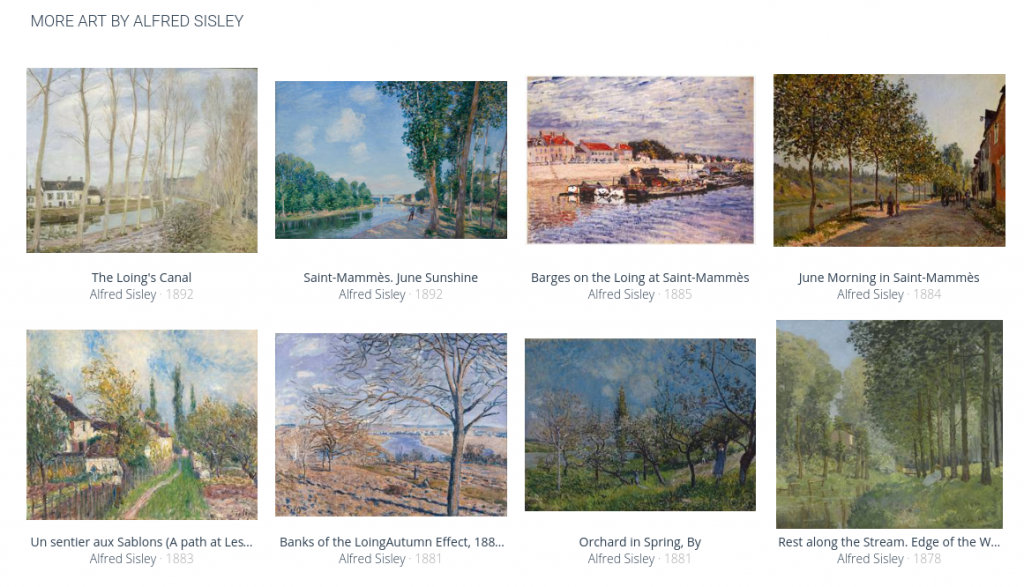 MORE ART BY ALFRED SISLEY
The Loing's Canal
Alfred Sisley · 1892
Saint-Mammès. June Sunshine
Alfred Sisley · 1892
Barges on the Loing at Saint-Mammès
Alfred Sisley · 1885
June Morning in Saint-Mammès
Alfred Sisley · 1884
Un sentier aux Sablons (A path at Les...
Alfred Sisley · 1883
Banks of the LoingAutumn Effect, 188...
Alfred Sisley · 1881
Orchard in Spring, By
Alfred Sisley · 1881
Rest along the Stream. Edge of the W...
Alfred Sisley · 1878